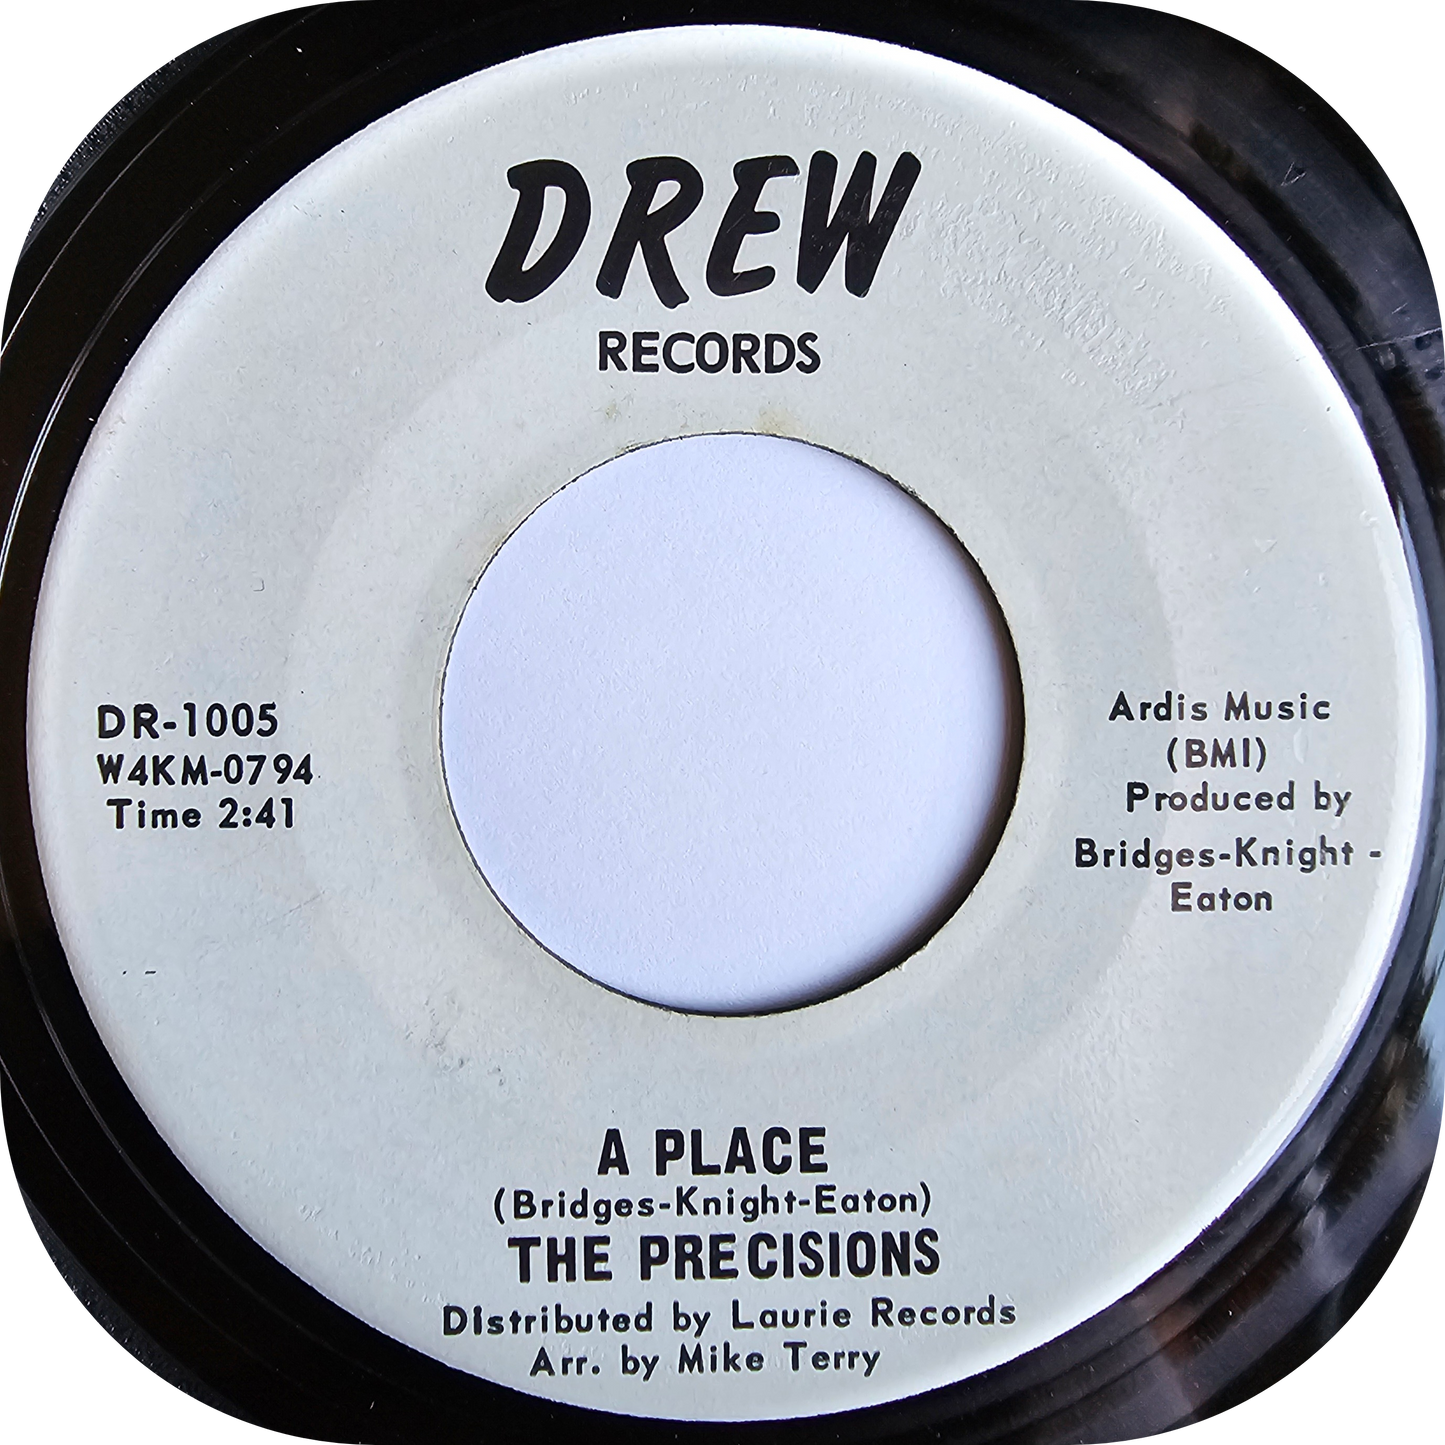 DREW
RECORDS
DR-1005
W4KM-0794
Time 2:41
Ardis Music
(BMI)
Produced by
Bridges-Knight -
Eaton
A PLACE
(Bridges-Knight-Eaton)
THE PRECISIONS
Distributed by Laurie Records
Arr. by Mike Terry